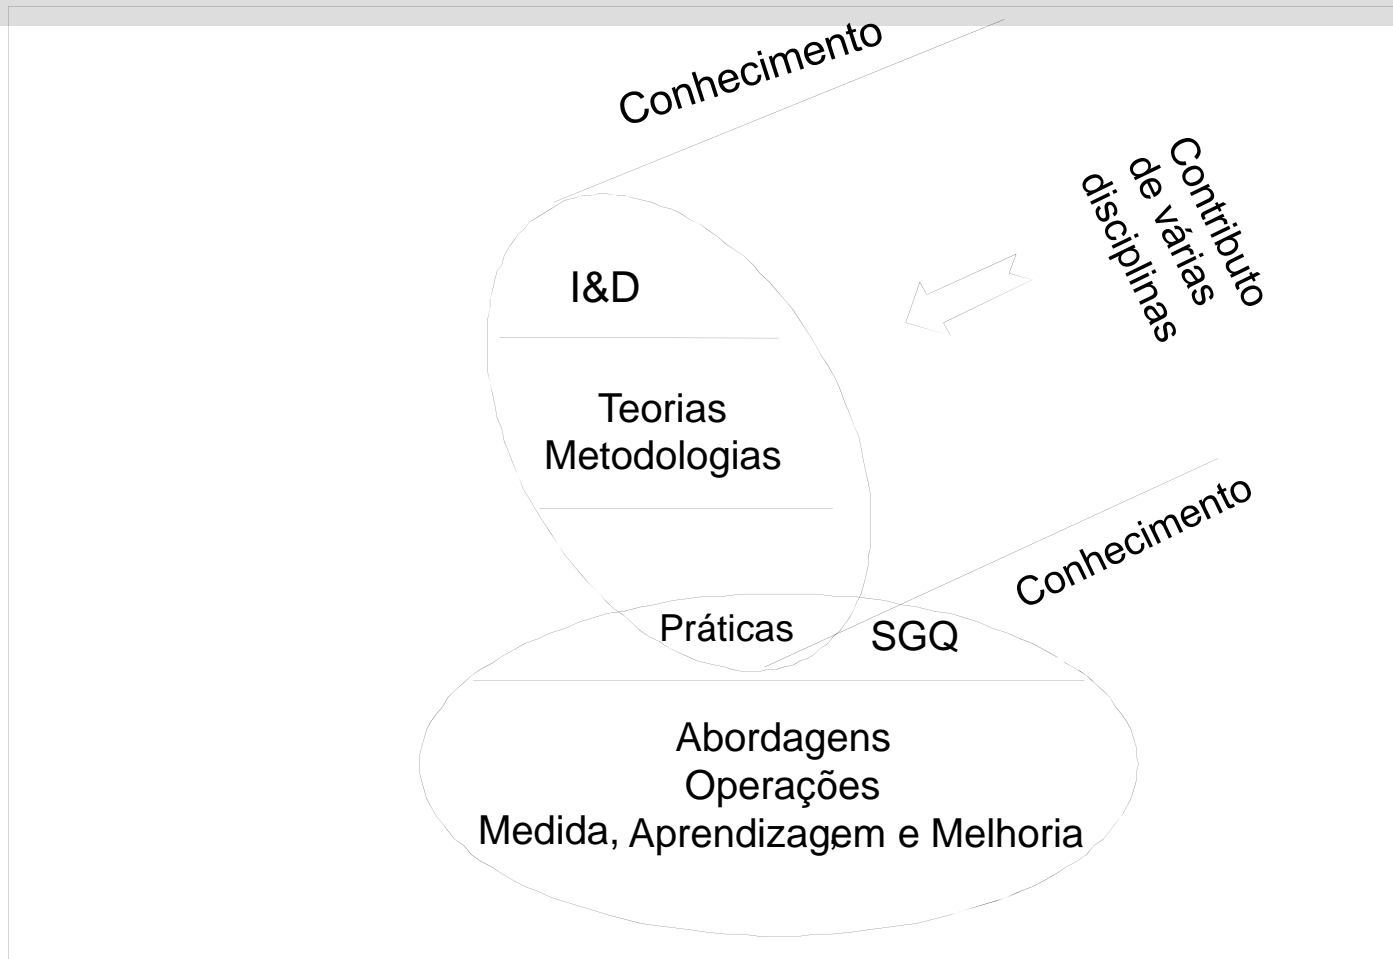 Conhecimento
Contributo
de várias
disciplinas
I&D
Teorias
Metodologias
Conhecimento
Práticas
SGQ
Abordagens
Operações
Medida, Aprendizagem e Melhoria